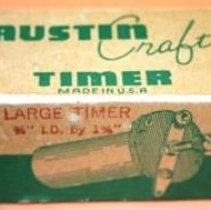 AUSTIN Craft
TIMER
MADE IN U.S.A
LARGE TIMER
¾" I.D. by 1⅜"